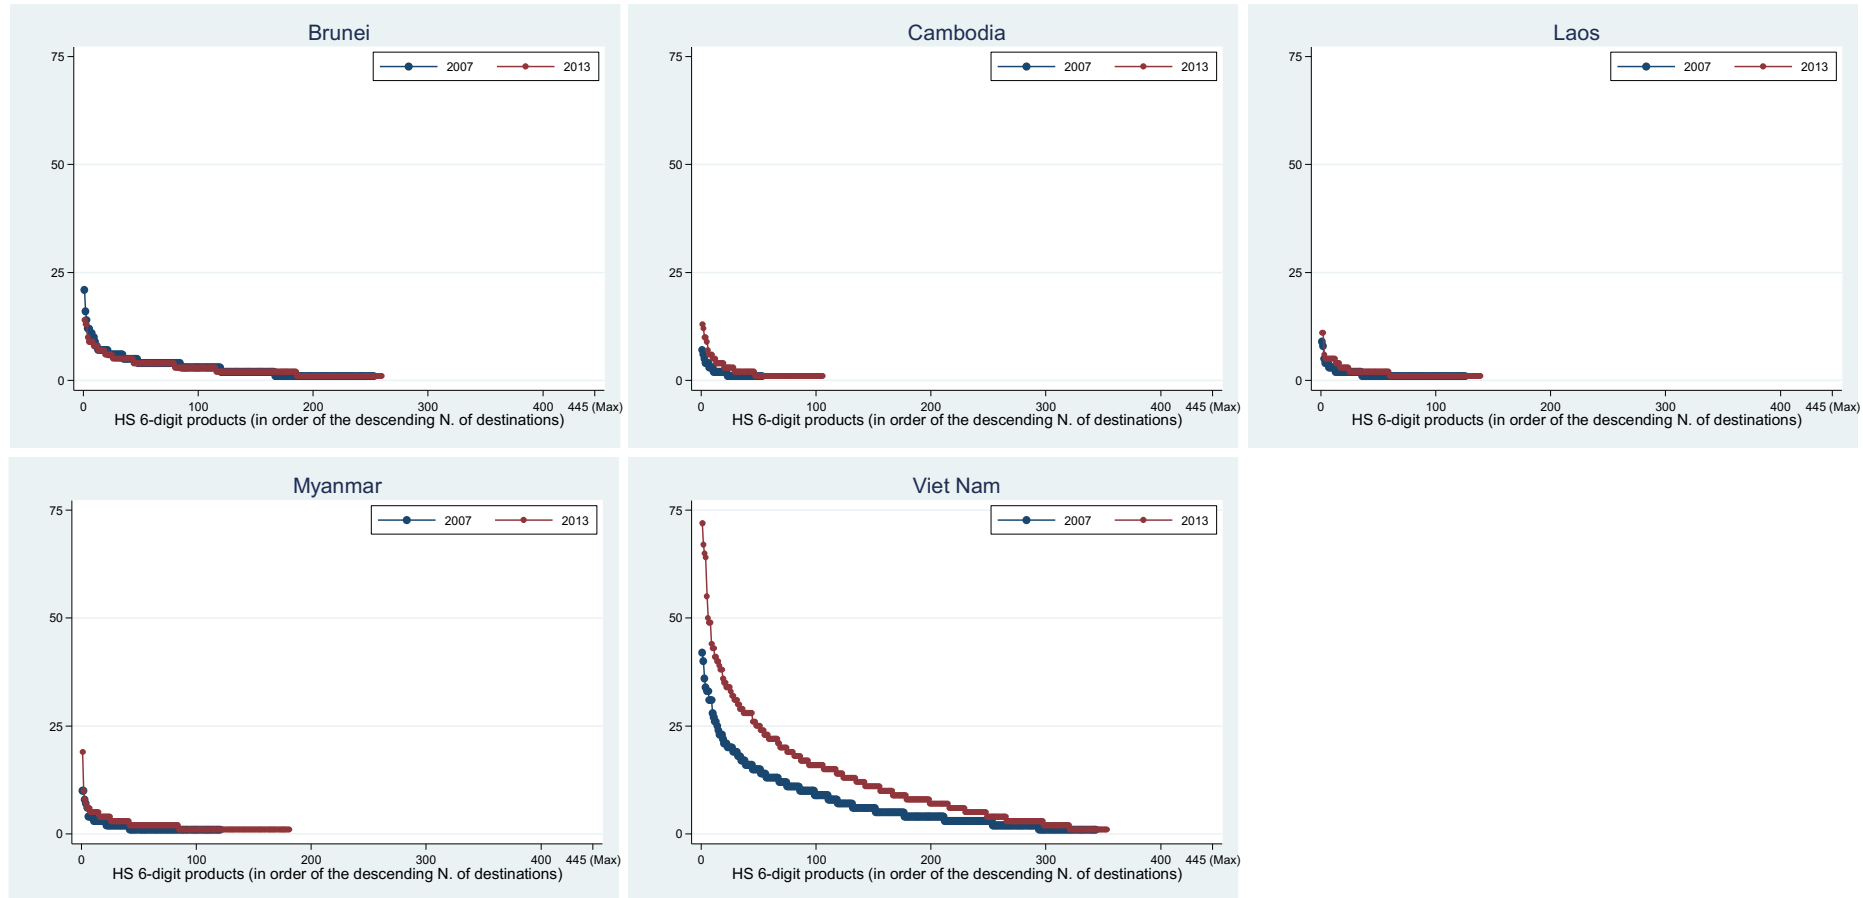 Brunei
2007 2013
75
50
25
0
0 100 200 300 400 445 (Max)
HS 6-digit products (in order of the descending N. of destinations)
Cambodia
2007 2013
75
50
25
0
0 100 200 300 400 445 (Max)
HS 6-digit products (in order of the descending N. of destinations)
Laos
2007 2013
75
50
25
0
0 100 200 300 400 445 (Max)
HS 6-digit products (in order of the descending N. of destinations)
Myanmar
2007 2013
75
50
25
0
0 100 200 300 400 445 (Max)
HS 6-digit products (in order of the descending N. of destinations)
Viet Nam
2007 2013
75
50
25
0
0 100 200 300 400 445 (Max)
HS 6-digit products (in order of the descending N. of destinations)